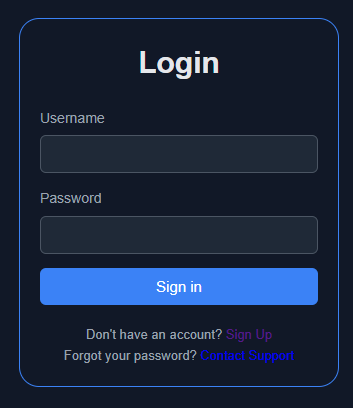 Login
Username
Password
Sign in
Don't have an account? Sign Up
Forgot your password? Contact Support